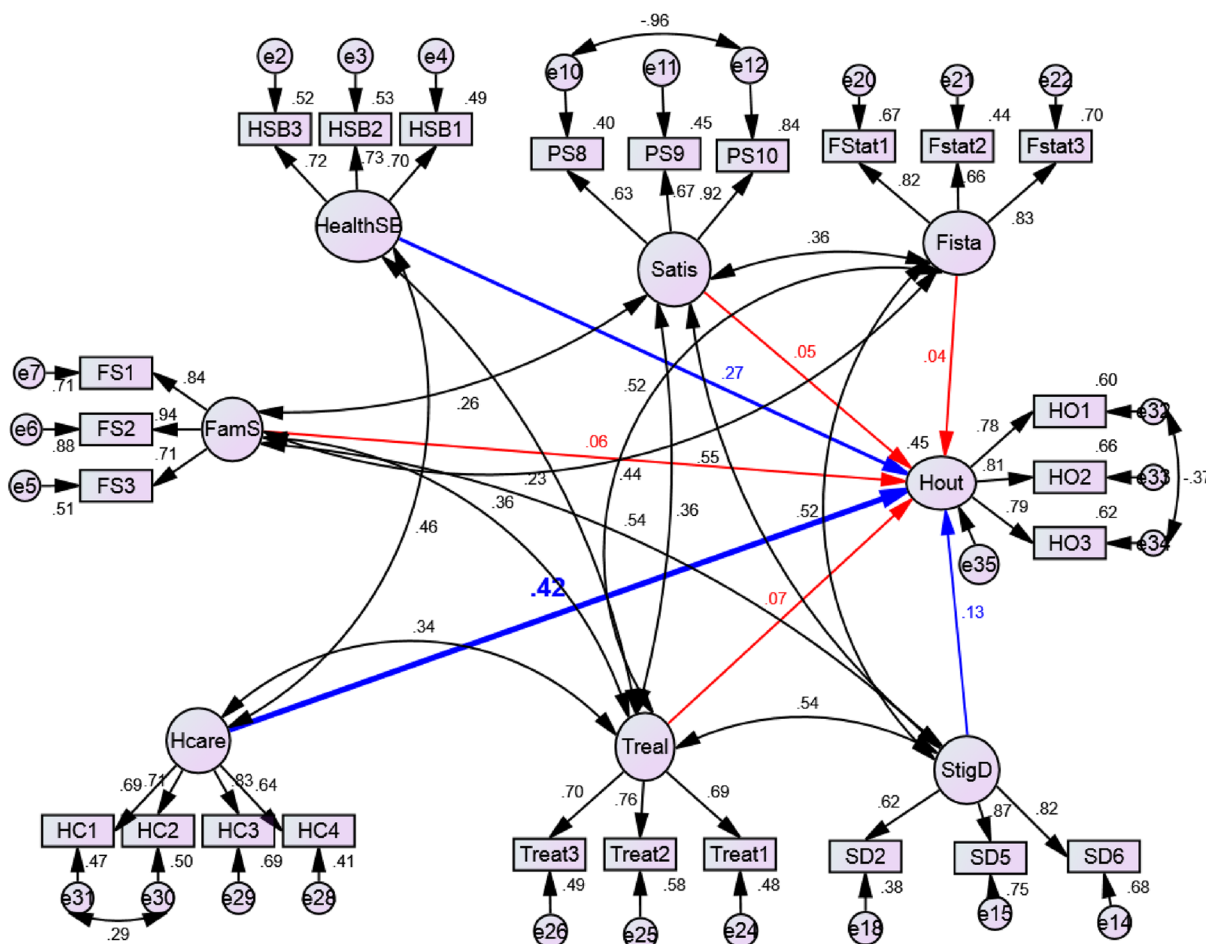 -.96
e2 e3 e4
e10 e11 e12
e20 e21 e22
.52 .53 .49
.40 .45 .84
.67 .44 .70
HSB3 HSB2 HSB1
PS8 PS9 PS10
FStat1 Fstat2 Fstat3
.72 .73 .70
.63 .67 .92
.82 .66 .83
HealthSE
Satis
Fista
.36
e7 .71 FS1 .84
e6 .88 FS2 .94
e5 .51 FS3 .71
FamS
.26
.27
.52
.05
.04
.06
.55
.45
Hout
.78 HO1 .60 e32
.81 HO2 .66 e33
.79 HO3 .62 e34
-.37
e35
.46
.36
.23
.44
.54
.36
.52
.42
.07
.13
.34
.54
Hcare
Treal
StigD
.69 .71 .83 .64
.70 .76 .69
.62 .87 .82
HC1 HC2 HC3 HC4
Treat3 Treat2 Treat1
SD2 SD5 SD6
.47 .50 .69 .41
.49 .58 .48
.38 .75 .68
e31 e30 e29 e28
e26 e25 e24
e18 e15 e14
.29